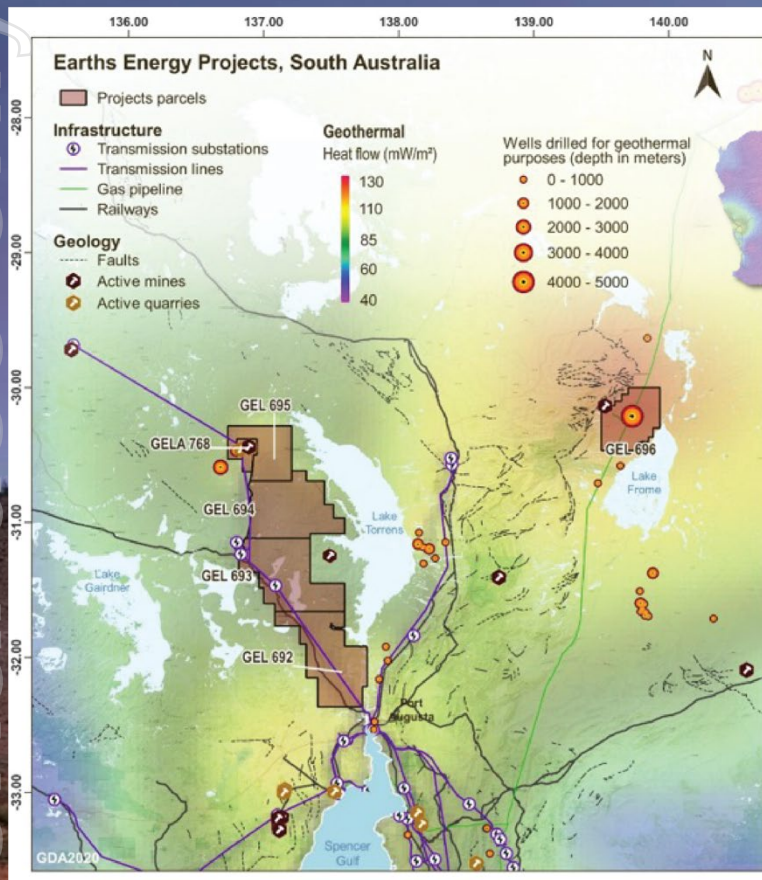 136.00
137.00
138.00
139.00
140.00
Earths Energy Projects, South Australia
N
Projects parcels
Infrastructure
Transmission substations
Transmission lines
Gas pipeline
Railways
Geology
Faults
Active mines
Active quarries
Geothermal
Heat flow (mW/m²)
130
110
85
60
40
Wells drilled for geothermal
purposes (depth in meters)
0 - 1000
1000 - 2000
2000 - 3000
3000 - 4000
4000 - 5000
-28.00
-29.00
-30.00
-31.00
-32.00
-33.00
GEL 695
GELA 768
GEL 694
GEL 693
GEL 692
GEL 696
Lake
Frome
Lake
Torrens
Lake
Gairdner
Port
Augusta
Spencer
Gulf
GDA2020